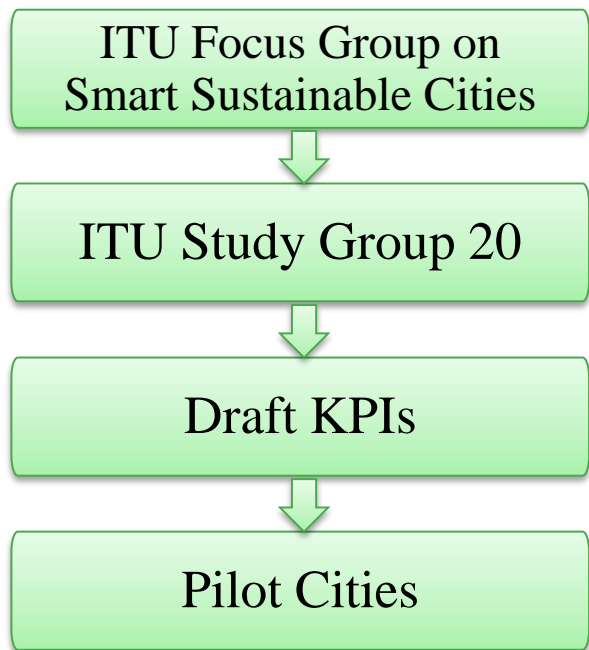 ITU Focus Group on
Smart Sustainable Cities
ITU Study Group 20
Draft KPIs
Pilot Cities